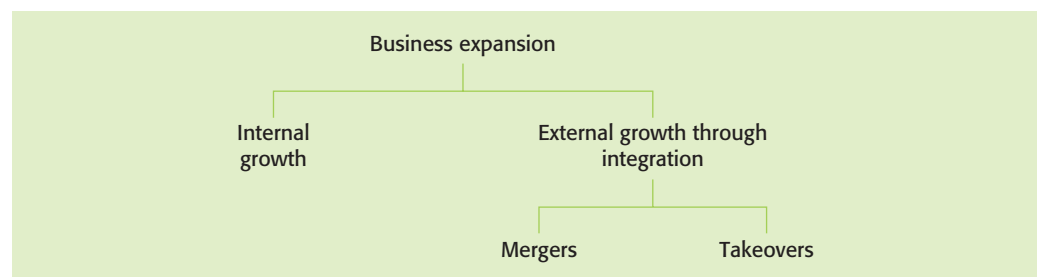 Business expansion
Internal
growth
External growth through
integration
Mergers
Takeovers